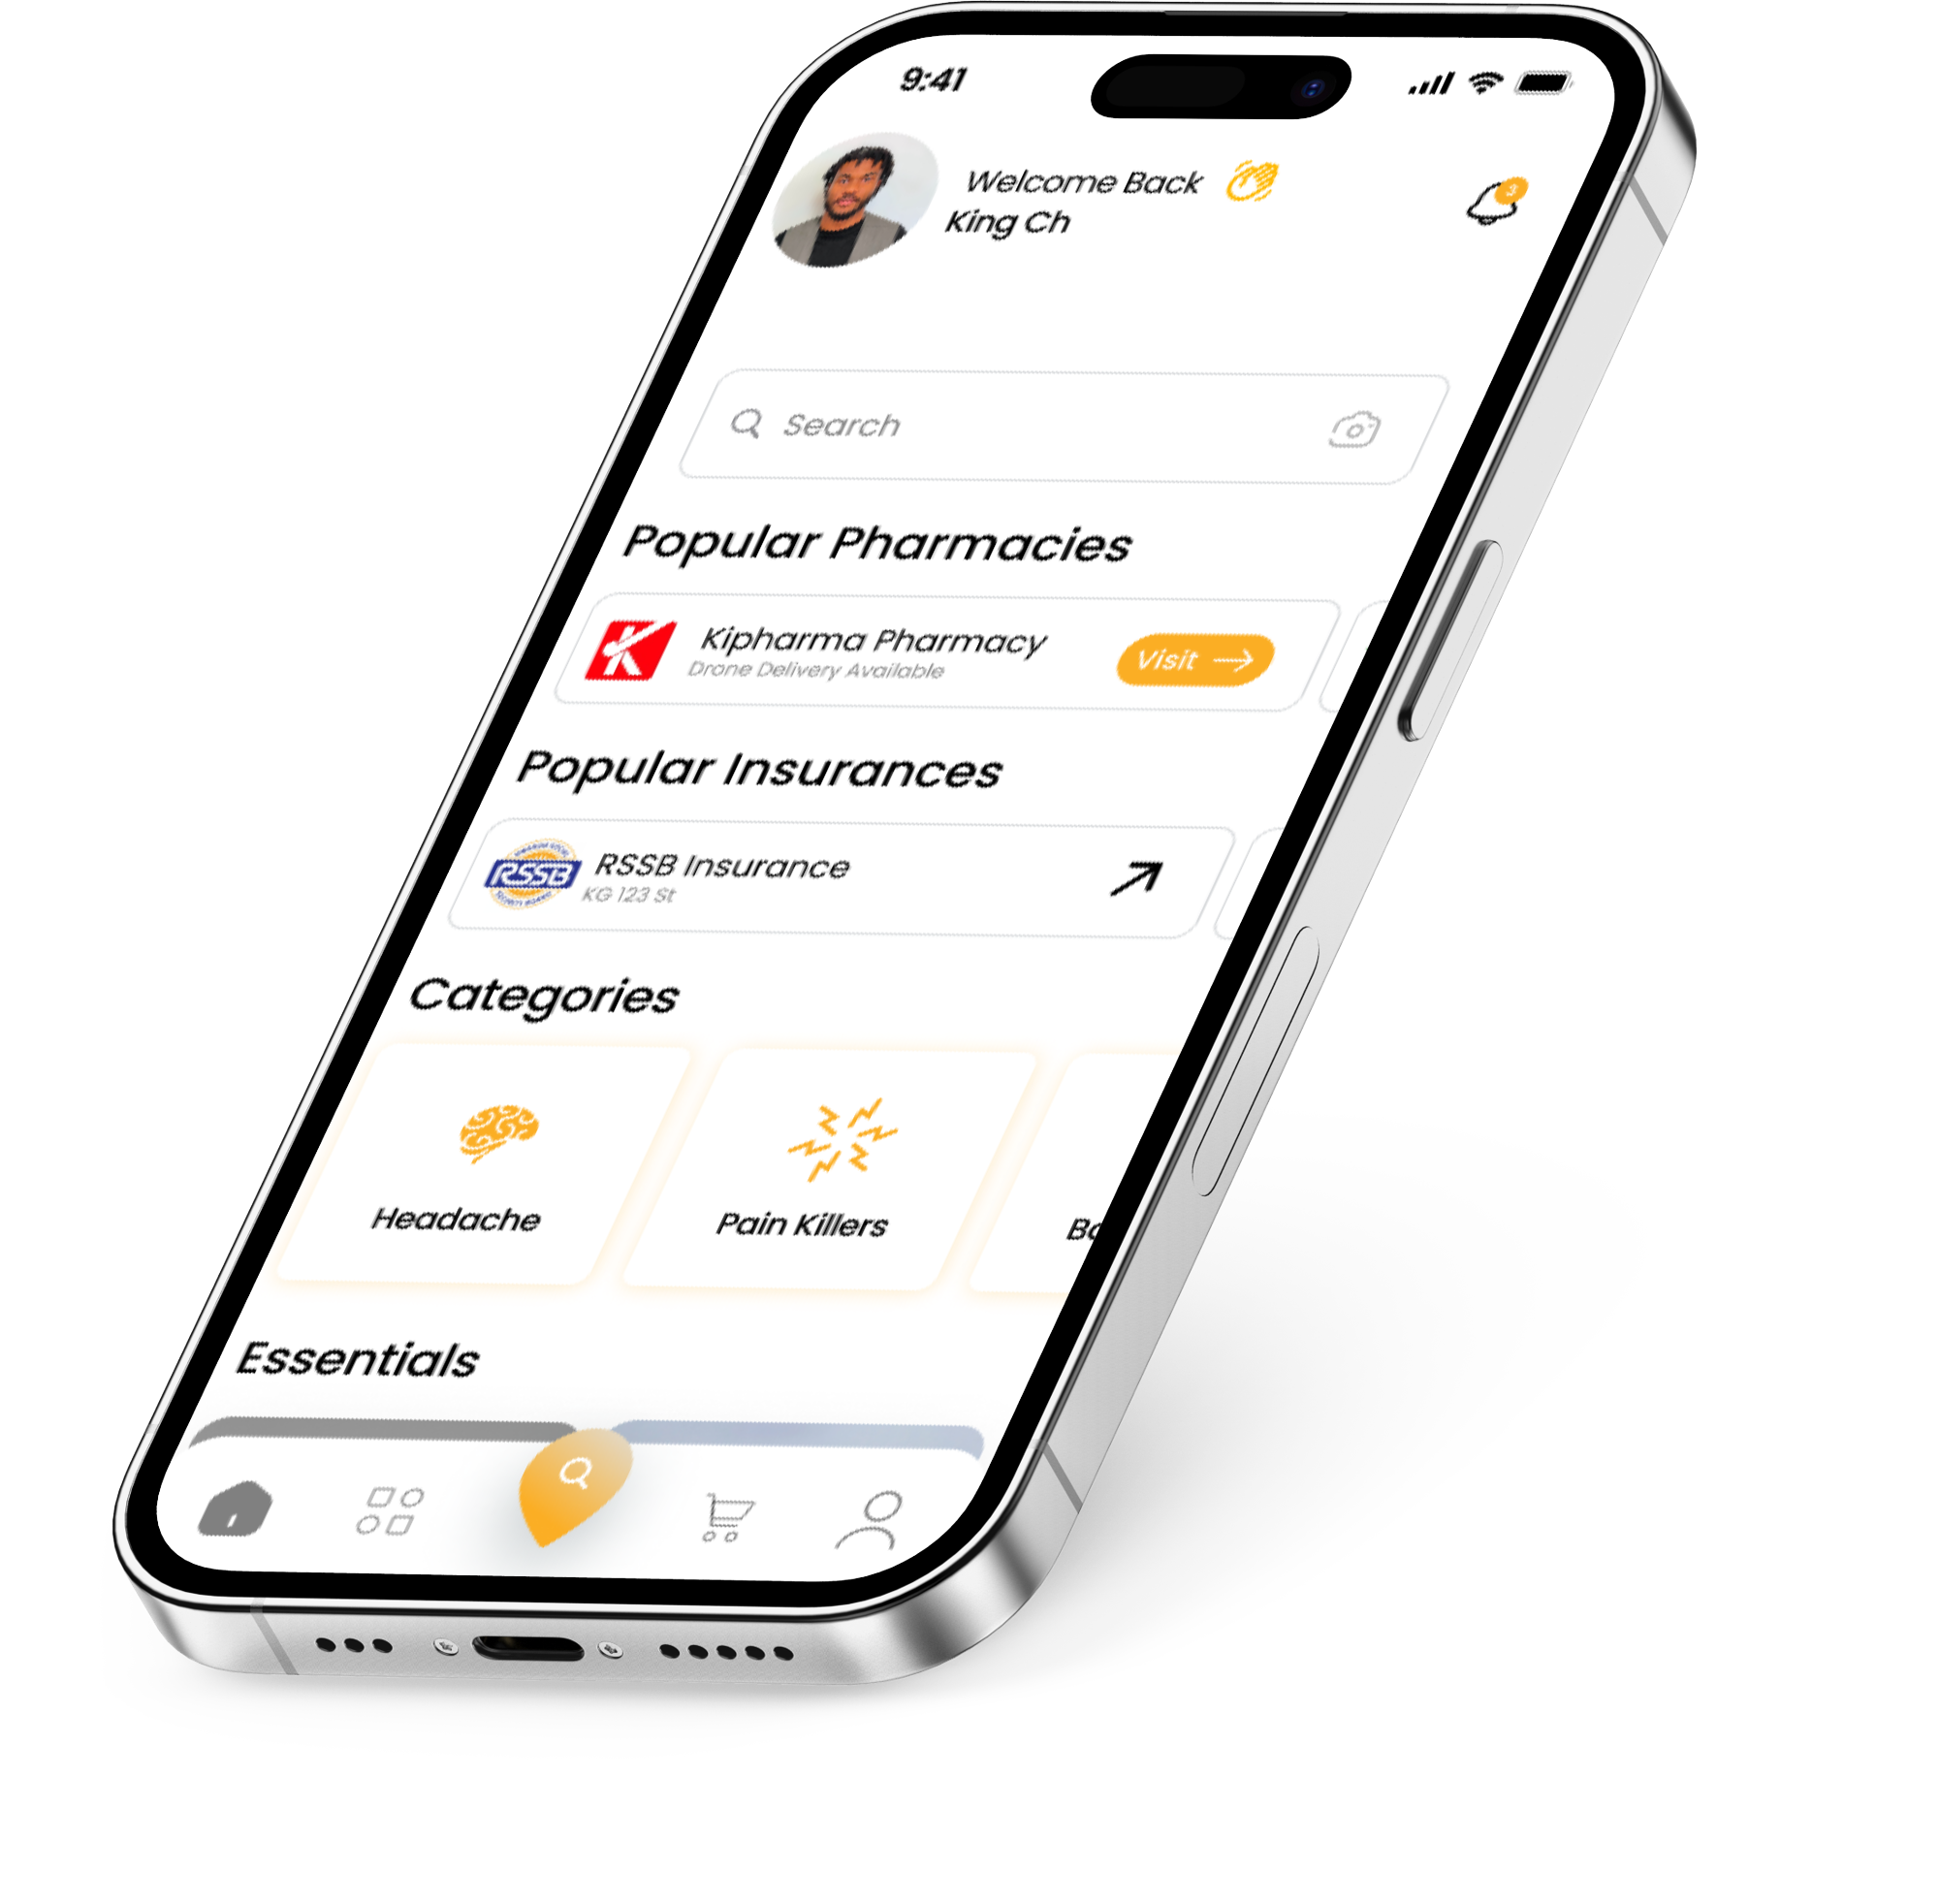 9:41
Welcome Back
King Ch
3
Search
Popular Pharmacies
K
Kipharma Pharmacy
Drone Delivery Available
Visit
Popular Insurances
RSSB
RSSB Insurance
KG 123 St
Categories
Headache
Pain Killers
Ba
Essentials